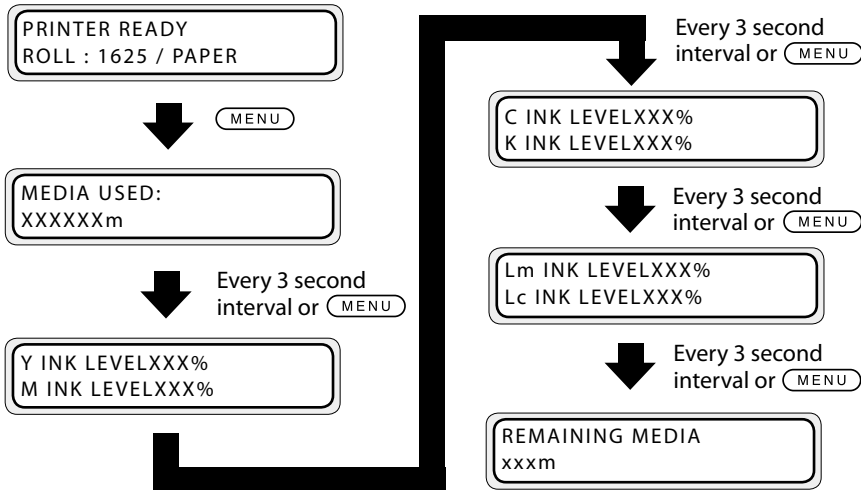 PRINTER READY
ROLL : 1625 / PAPER
MENU
MEDIA USED:
XXXXXXm
Every 3 second
interval or MENU
Y INK LEVELXXX%
M INK LEVELXXX%
Every 3 second
interval or MENU
C INK LEVELXXX%
K INK LEVELXXX%
Every 3 second
interval or MENU
Lm INK LEVELXXX%
Lc INK LEVELXXX%
Every 3 second
interval or MENU
REMAINING MEDIA
xxxm